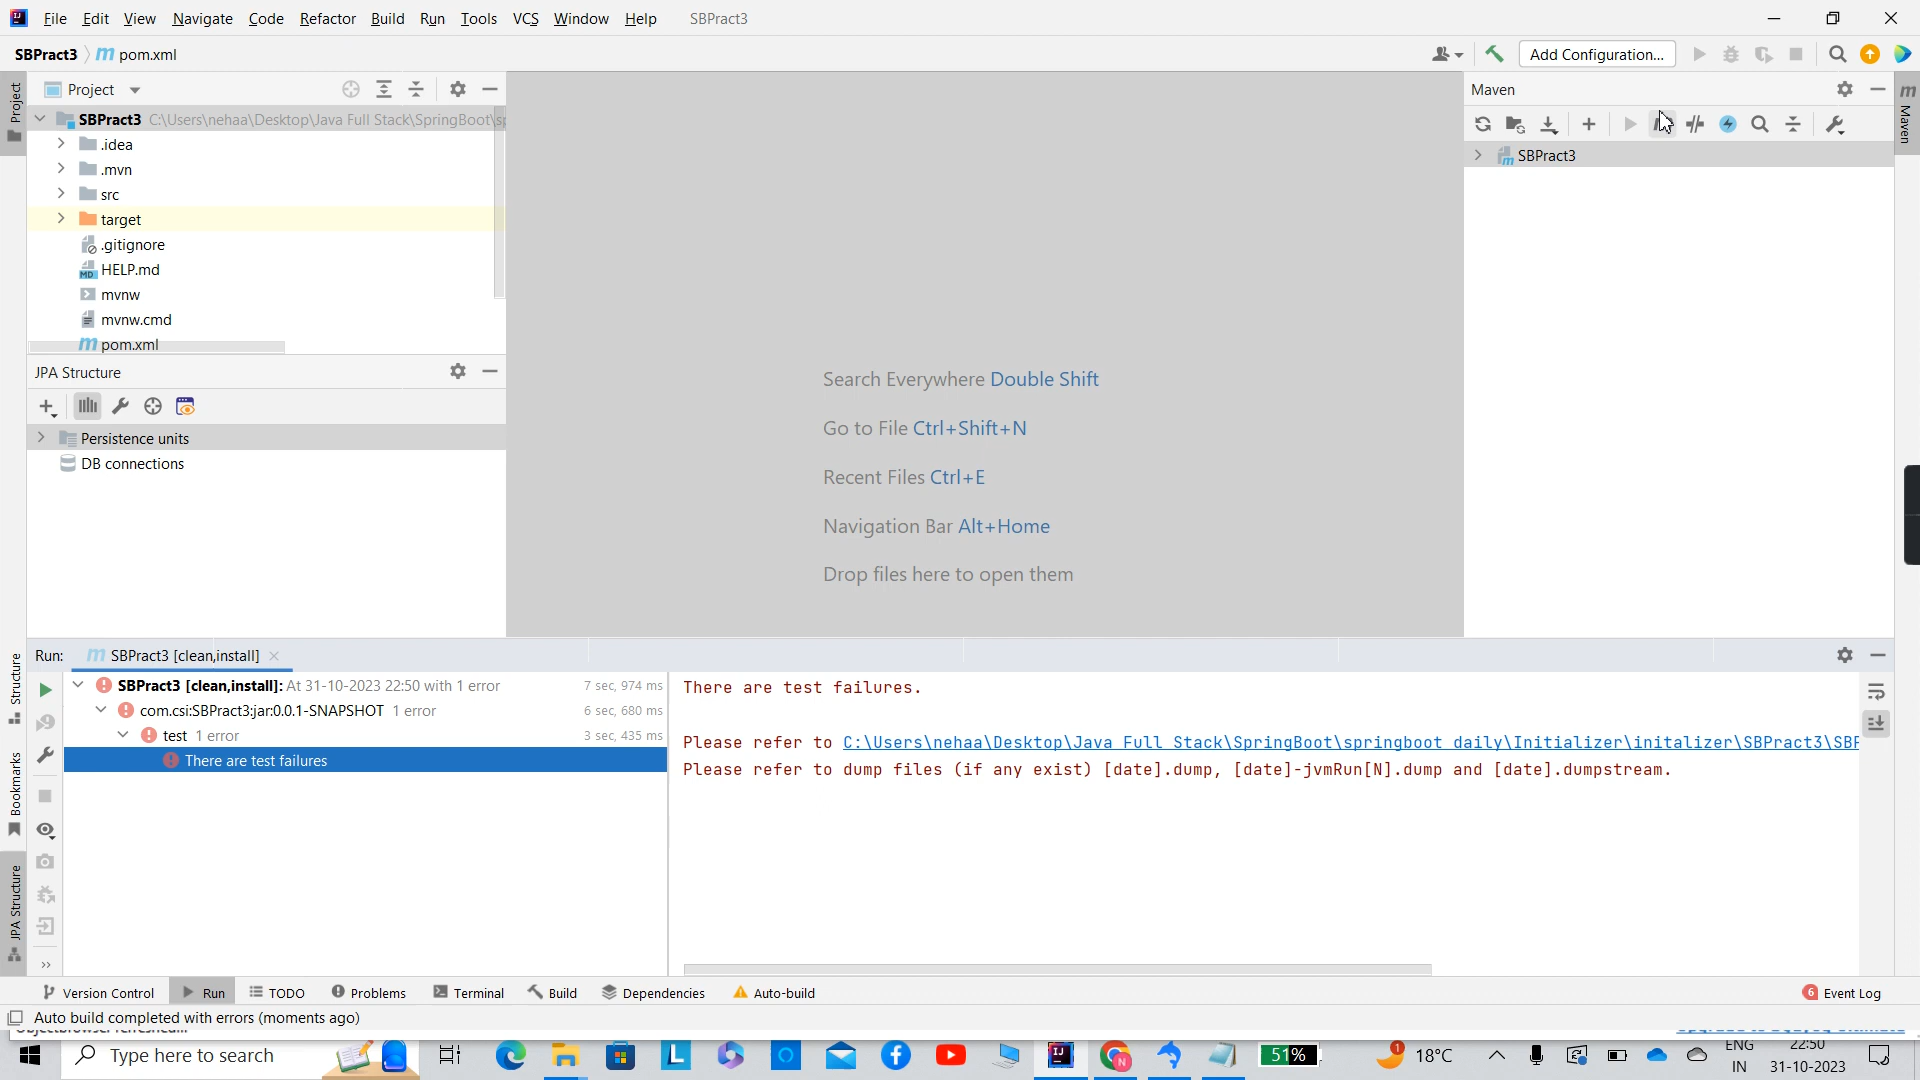 File Edit View Navigate Code Refactor Build Run Tools VCS Window Help SBPract3
SBPract3 pom.xml Add Configuration...
Project
Project
SBPract3 C:\Users\nehaa\Desktop\Java Full Stack\SpringBoot\
.idea
.mvn
src
target
.gitignore
HELP.md
mvnw
mvnw.cmd
pom.xml
JPA Structure
Persistence units
DB connections
Search Everywhere Double Shift
Go to File Ctrl+Shift+N
Recent Files Ctrl+E
Navigation Bar Alt+Home
Drop files here to open them
Maven
SBPract3
Maven
Structure
Bookmarks
JPA Structure
Run: SBPract3 [clean,install]
SBPract3 [clean,install]: At 31-10-2023 22:50 with 1 error 7 sec, 974 ms
com.csi:SBPract3:jar:0.0.1-SNAPSHOT 1 error 6 sec, 680 ms
test 1 error 3 sec, 435 ms
There are test failures
There are test failures.
Please refer to C:\Users\nehaa\Desktop\Java Full Stack\SpringBoot\springboot daily\Initializer\initalizer\SBPract3\
Please refer to dump files (if any exist) [date].dump, [date]-jvmRun[N].dump and [date].dumpstream.
Version Control Run TODO Problems Terminal Build Dependencies Auto-build 6 Event Log
Auto build completed with errors (moments ago)
Type here to search 51% 1 18°C ENG IN 22:50 31-10-2023